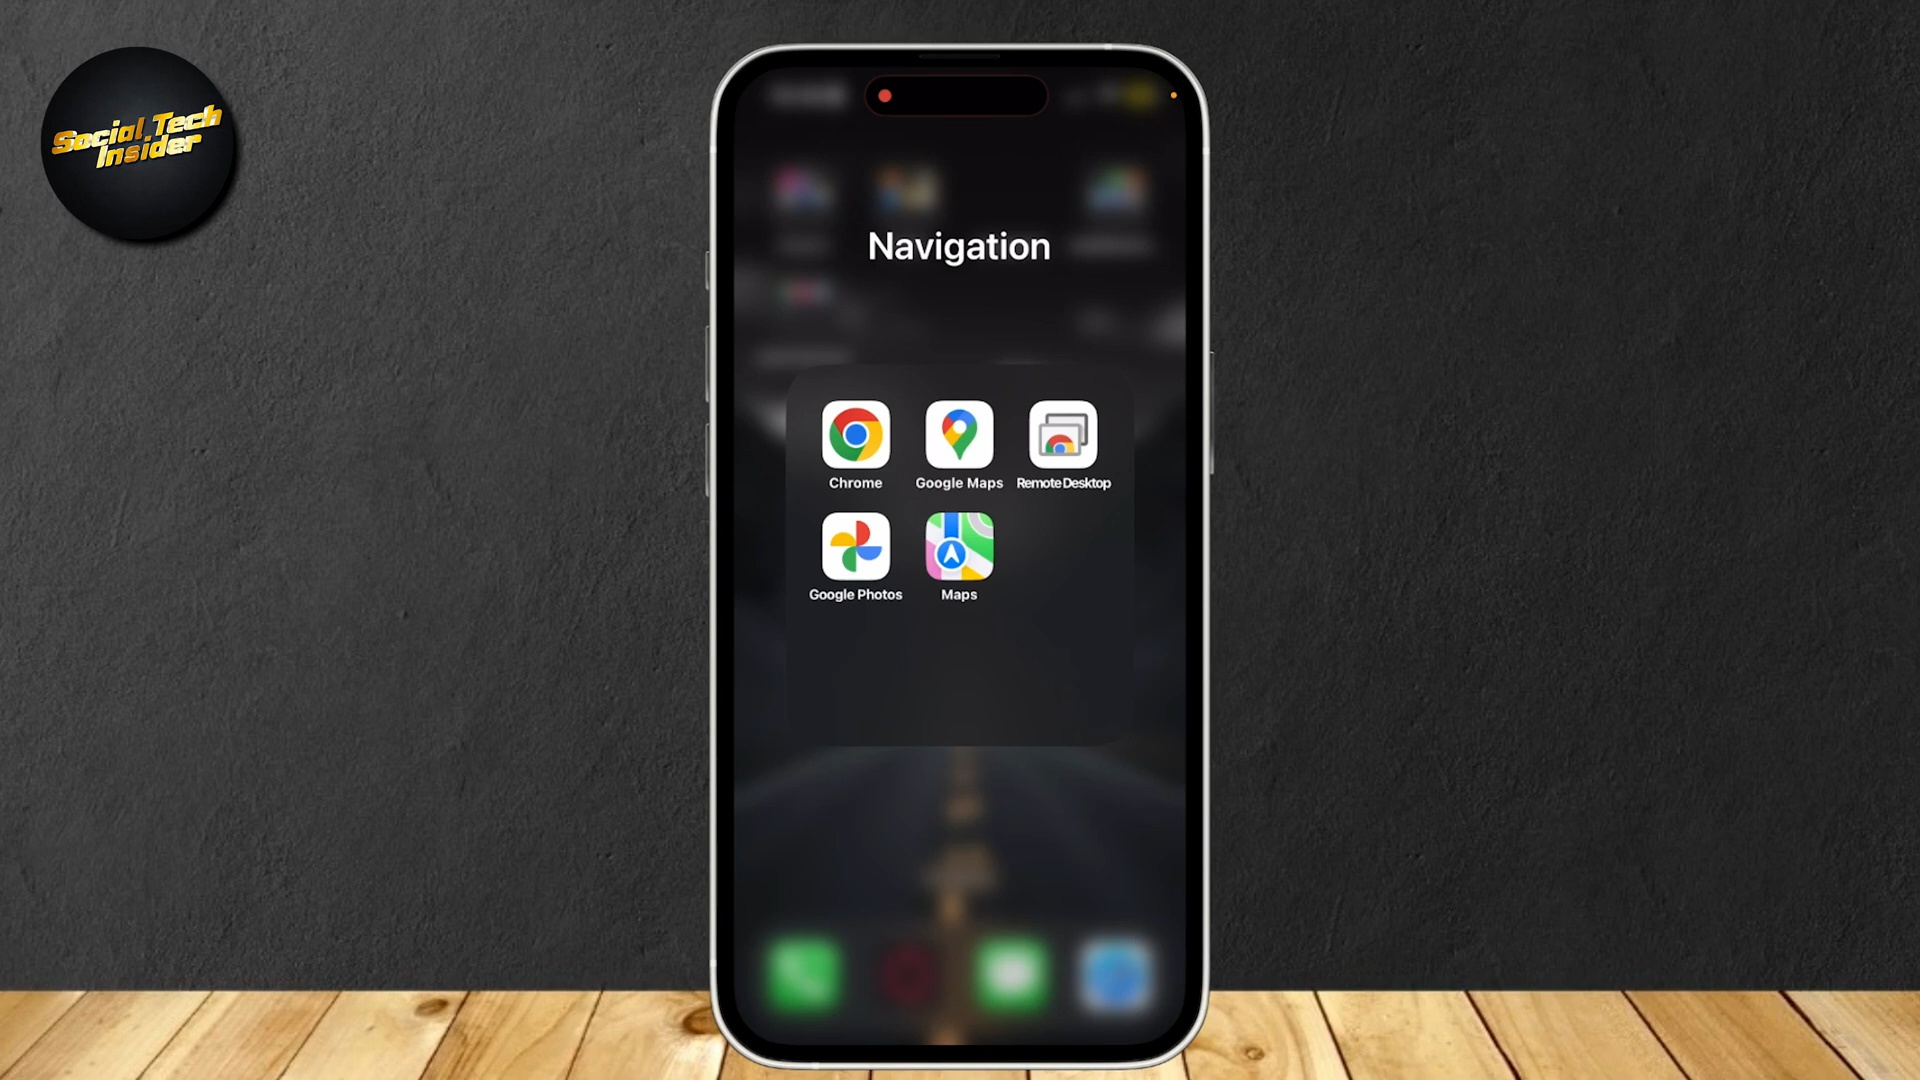 Social Tech
Insider
Navigation
Chrome
Google Maps
Remote Desktop
Google Photos
Maps